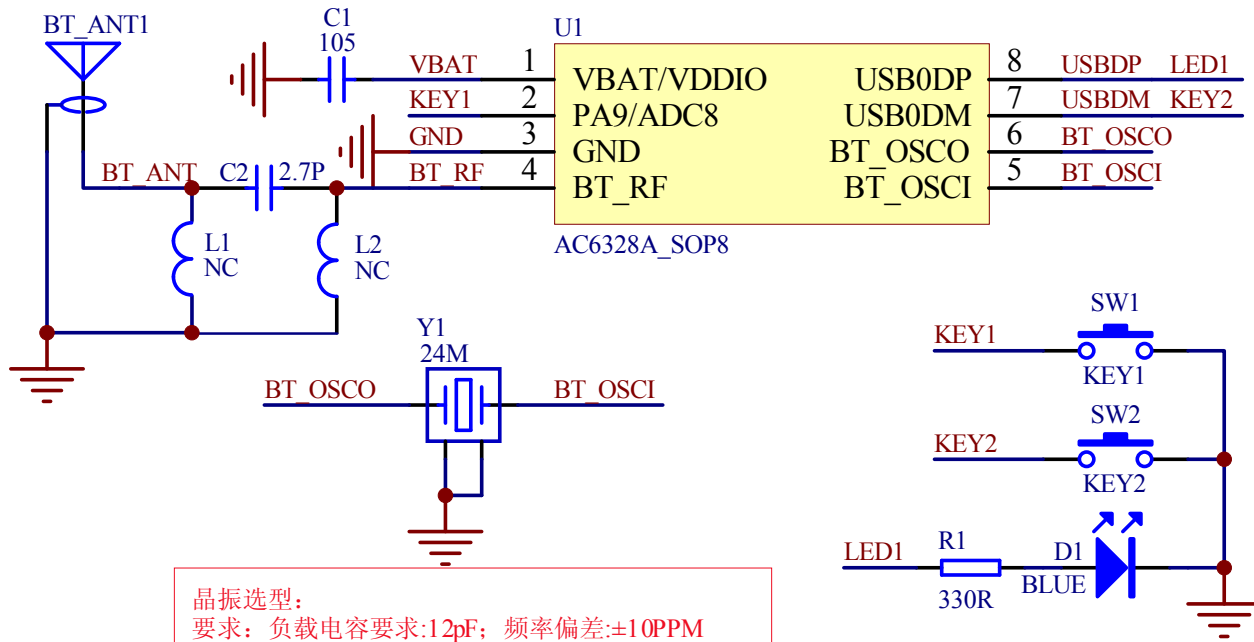 BT_ANT1
C1
105
U1
VBAT 1 VBAT/VDDIO USB0DP 8 USBDP LED1
KEY1 2 PA9/ADC8 USB0DM 7 USBDM KEY2
GND 3 GND BT_OSCO 6 BT_OSCO
BT_ANT C2 2.7P BT_RF 4 BT_RF BT_OSCI 5 BT_OSCI
AC6328A_SOP8
L1
NC
L2
NC
Y1
24M
BT_OSCO BT_OSCI
SW1
KEY1
KEY1
SW2
KEY2
KEY2
LED1 R1 D1
330R BLUE
晶振选型：
要求：负载电容要求:12pF；频率偏差:±10PPM